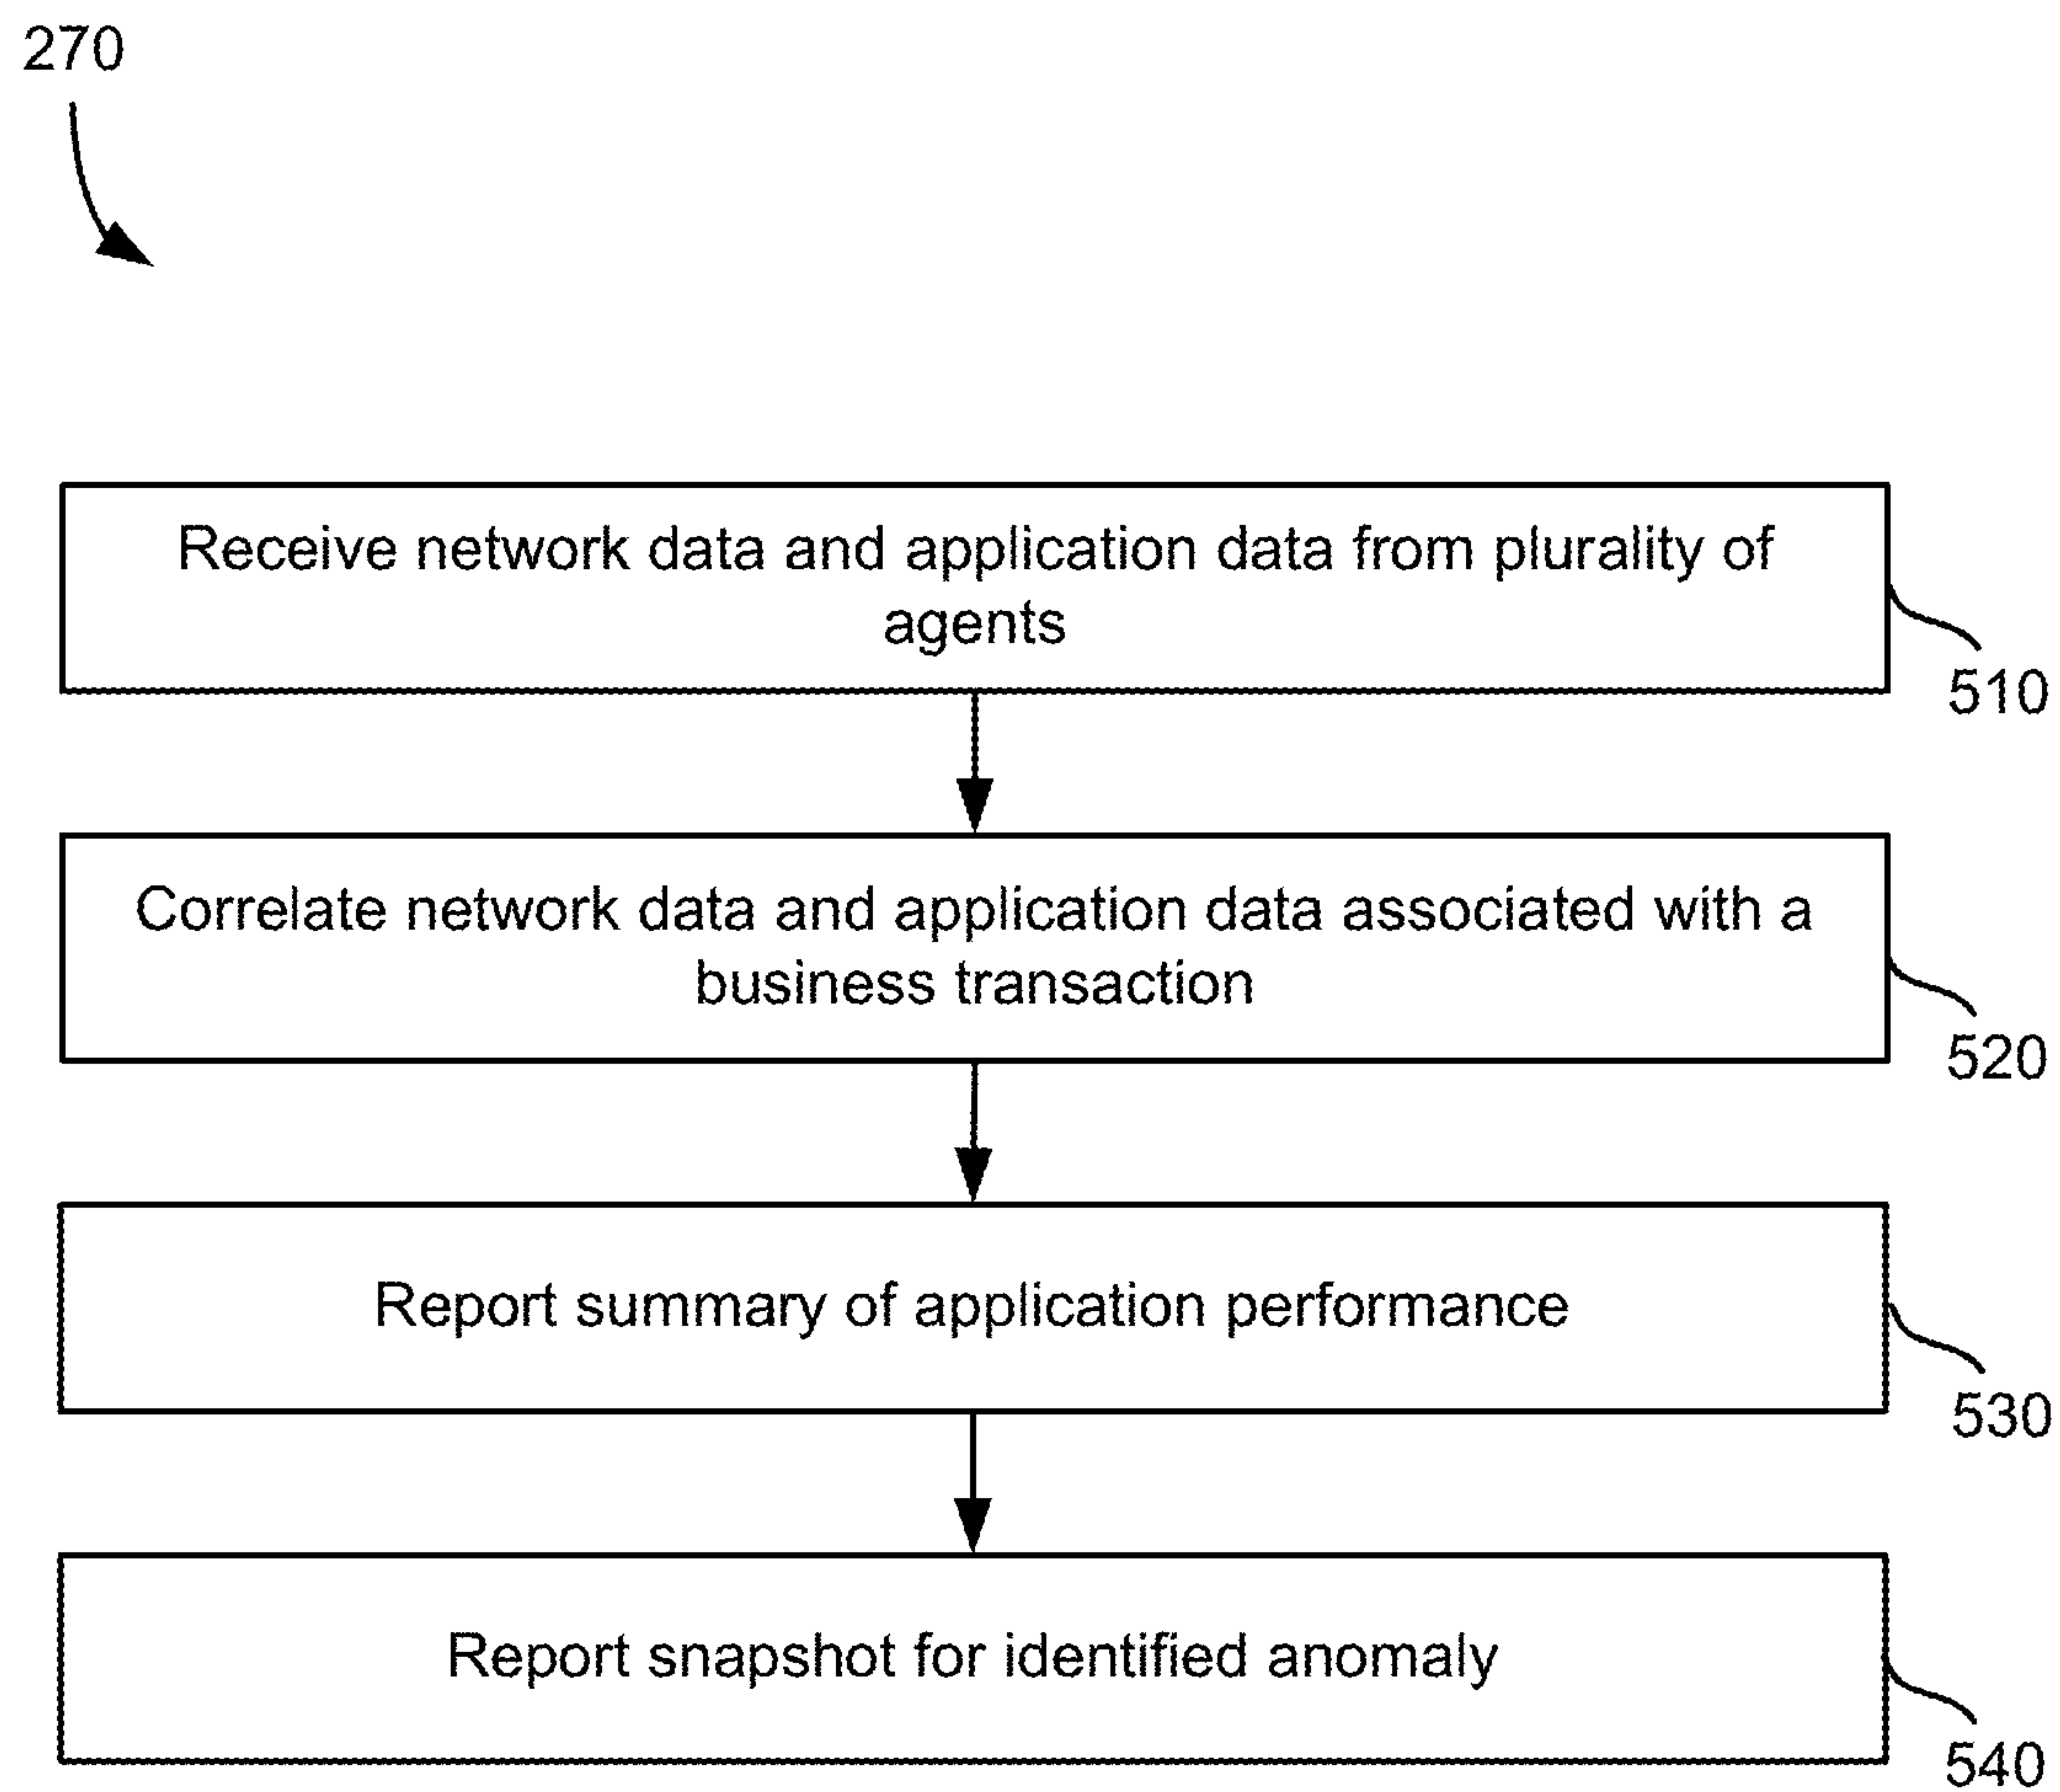 270
Receive network data and application data from plurality of
agents
510
Correlate network data and application data associated with a
business transaction
520
Report summary of application performance
530
Report snapshot for identified anomaly
540